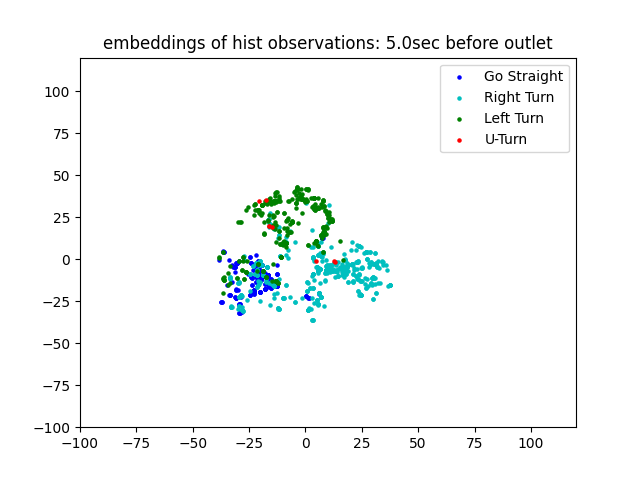 embeddings of hist observations: 5.0sec before outlet
Go Straight
Right Turn
Left Turn
U-Turn
100
75
50
25
0
−25
−50
−75
−100
−100 −75 −50 −25 0 25 50 75 100